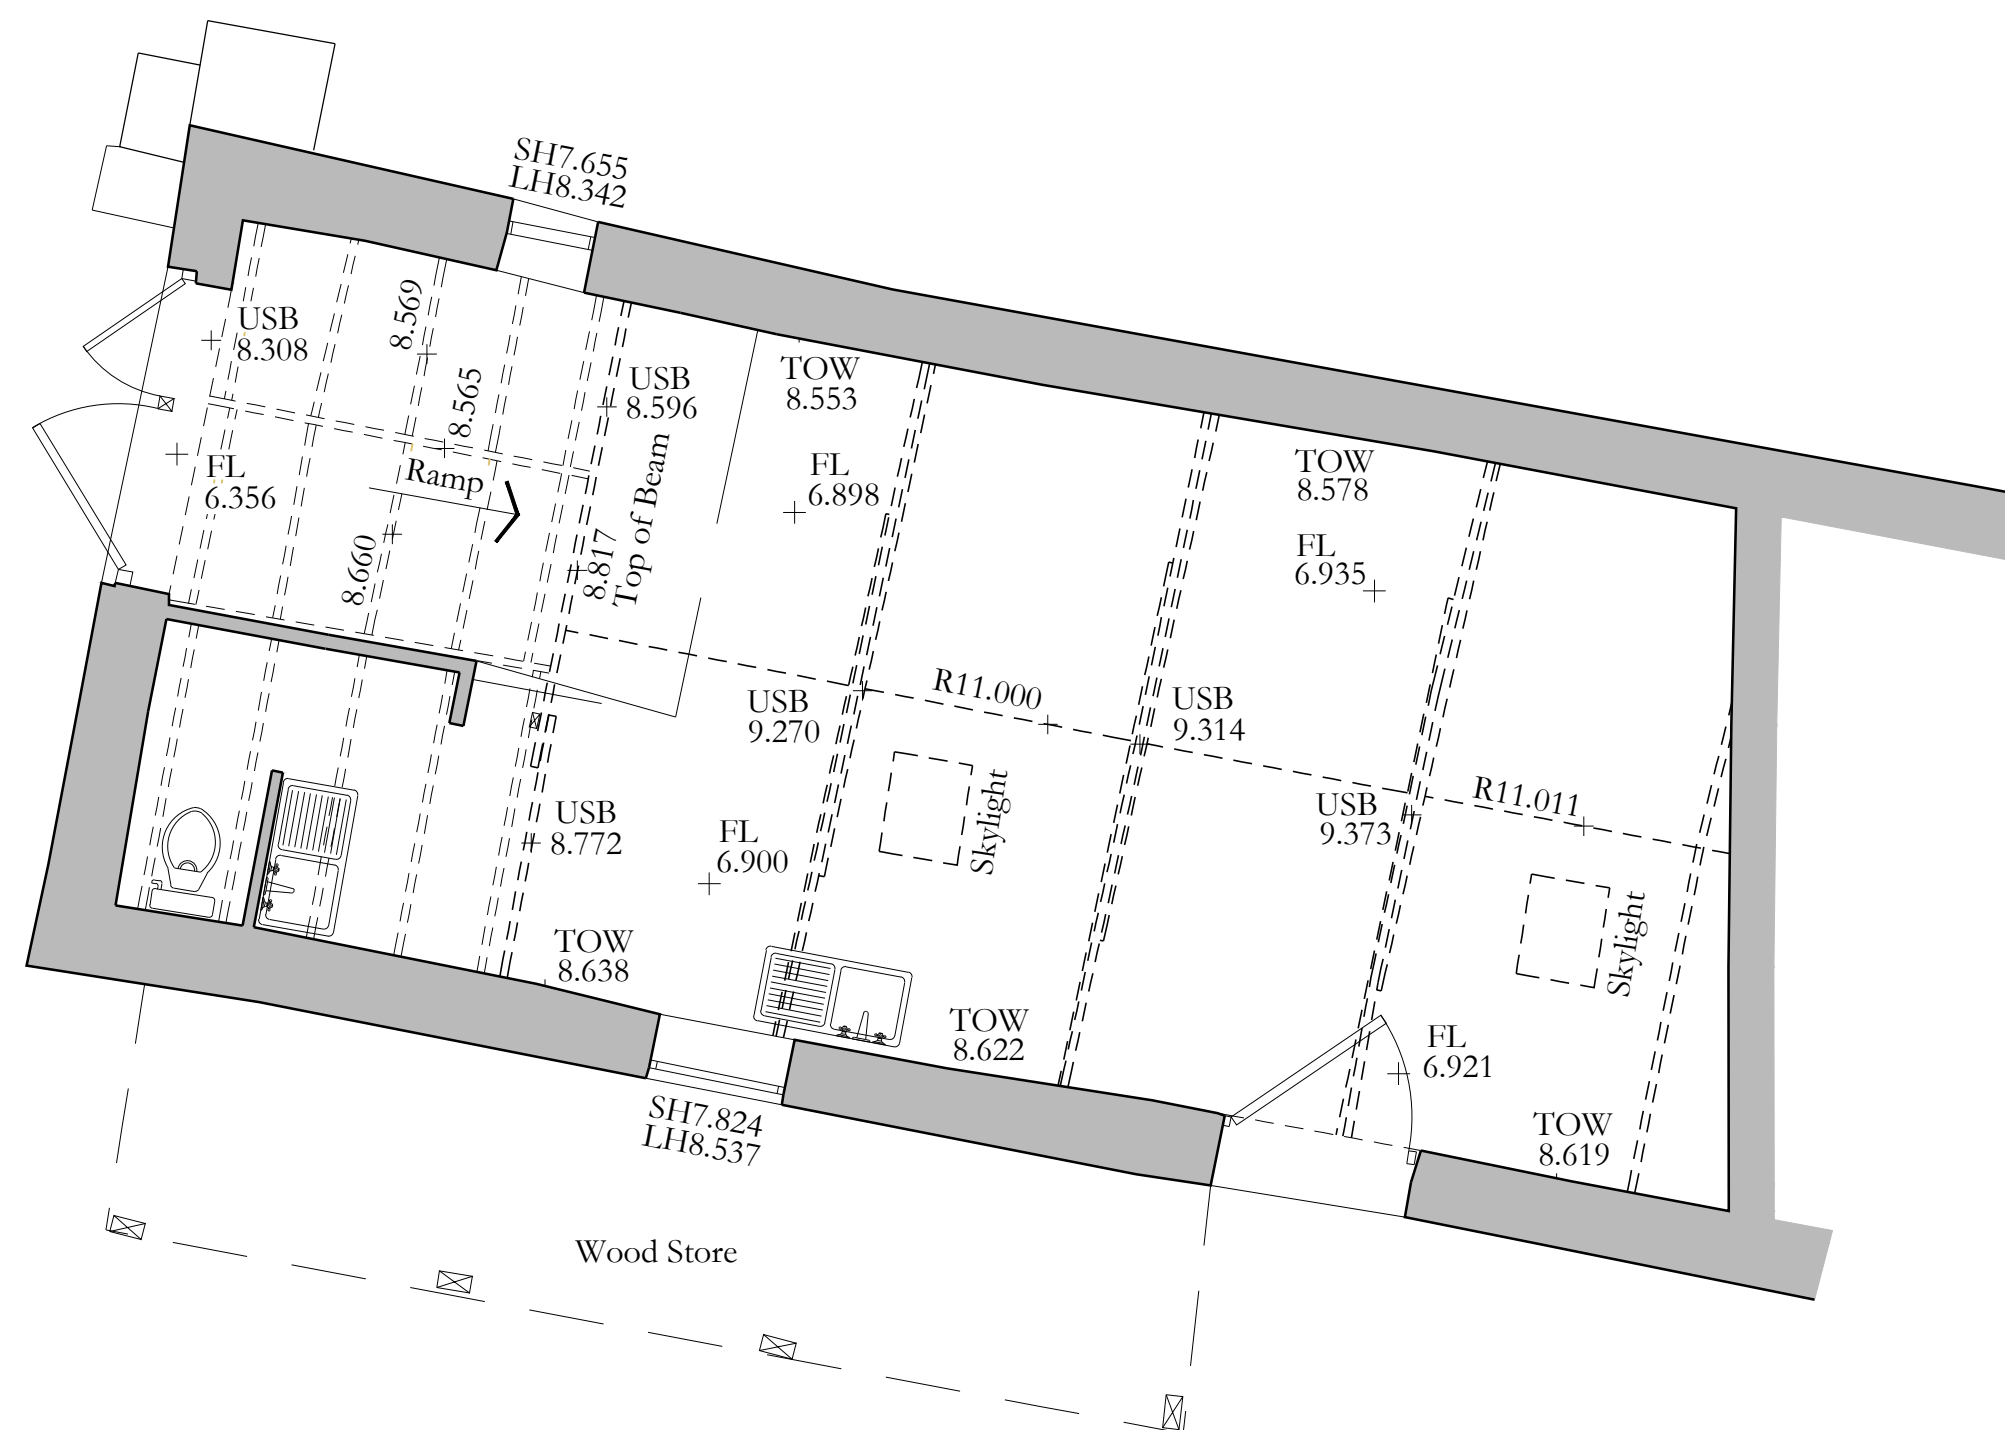 SH7.655
LH8.342
USB
8.308
8.569
8.565
USB
8.596
TOW
8.553
FL
6.356
Ramp
Top of Beam
FL
6.898
TOW
8.578
FL
6.935
8.660
8.817
USB
9.270
R11.000
USB
9.314
Skylight
USB
9.373
R11.011
USB
8.772
FL
6.900
Skylight
TOW
8.638
TOW
8.622
FL
6.921
TOW
8.619
SH7.824
LH8.537
Wood Store